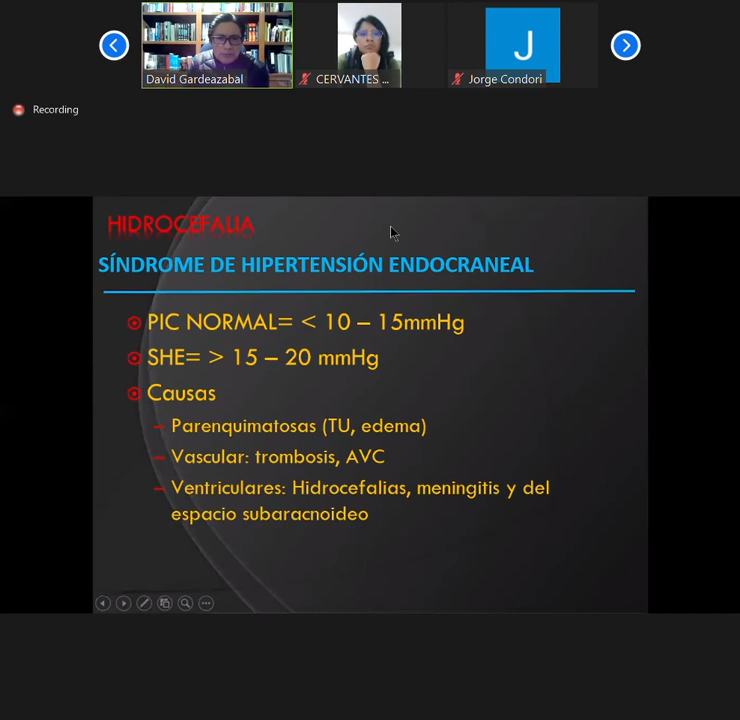 David Gardeazabal
CERVANTES ...
J
Jorge Condori
Recording
HIDROCEFALIA
SÍNDROME DE HIPERTENSIÓN ENDOCRANEAL
PIC NORMAL= < 10 – 15mmHg
SHE= > 15 – 20 mmHg
Causas
– Parenquimatosas (TU, edema)
– Vascular: trombosis, AVC
– Ventriculares: Hidrocefalias, meningitis y del
espacio subaracnoideo